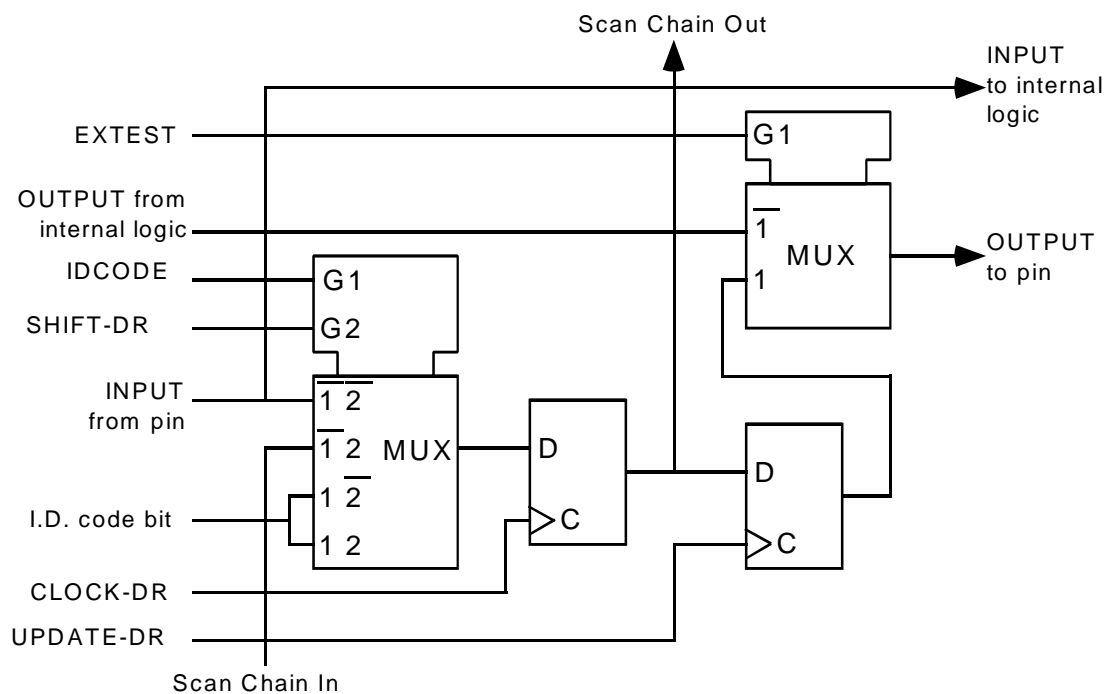 Scan Chain Out
INPUT
to internal
logic
EXTEST
G1
OUTPUT from
internal logic
1
MUX
1
OUTPUT
to pin
IDCODE
G1
SHIFT-DR
G2
INPUT
from pin
1 2
1 2
MUX
1 2
1 2
D
C
D
C
I.D. code bit
CLOCK-DR
UPDATE-DR
Scan Chain In